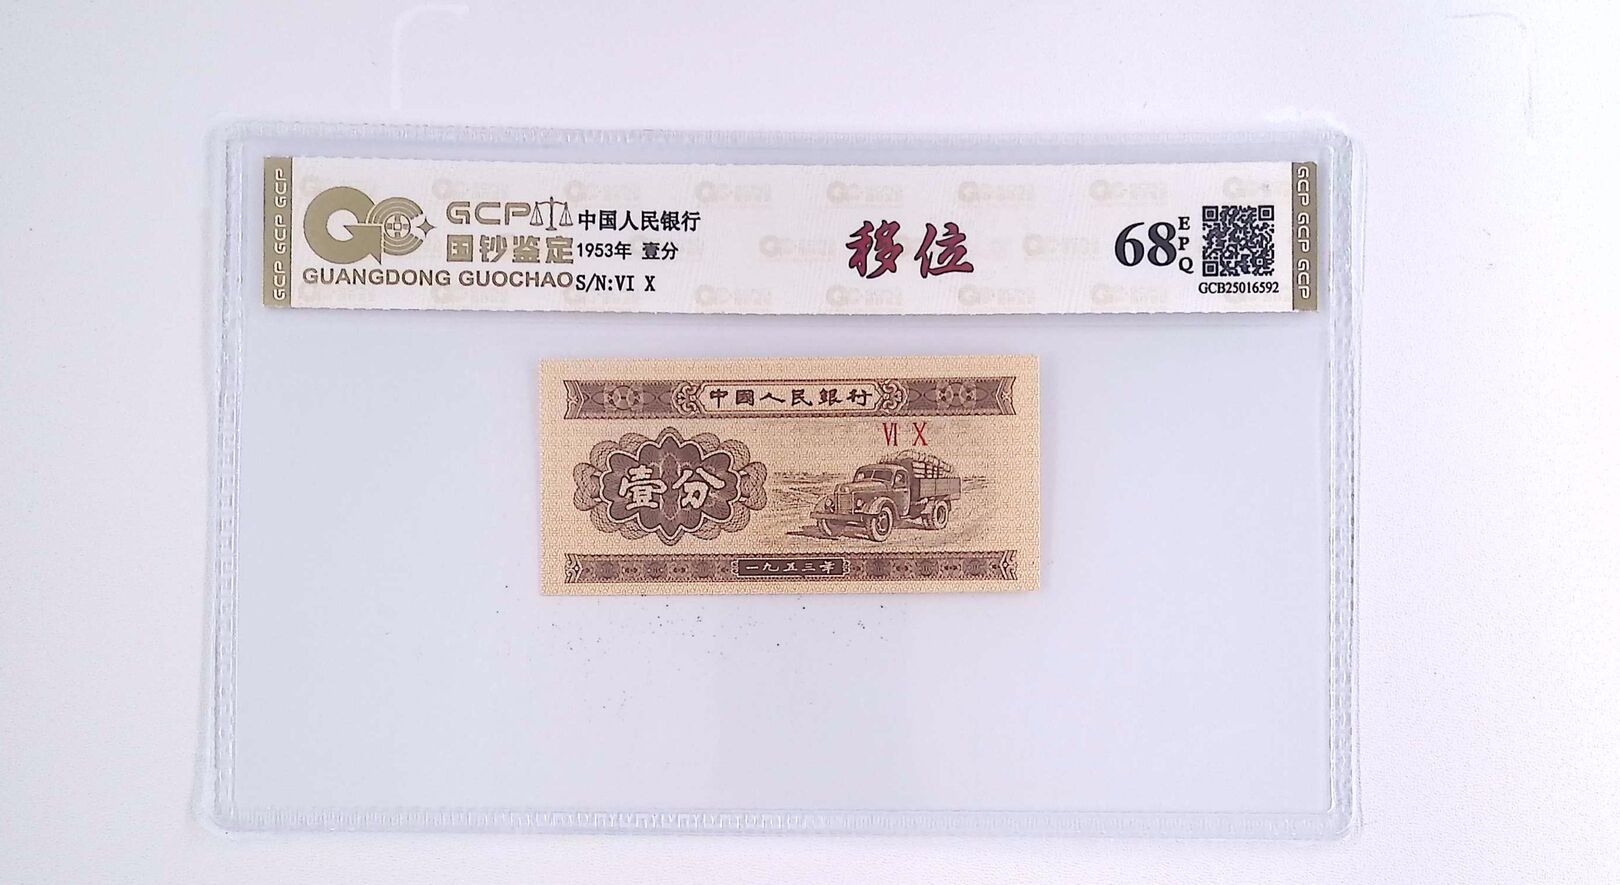 GCP GCP GCP
GCP
国钞鉴定
GUANGDONG GUOCHAO
中国人民银行
1953年 壹分
S/N:VI X
移位
68
EPQ
GCB25016592
GCP GCP GCP
中國人民銀行
VI X
壹分
一九五三年